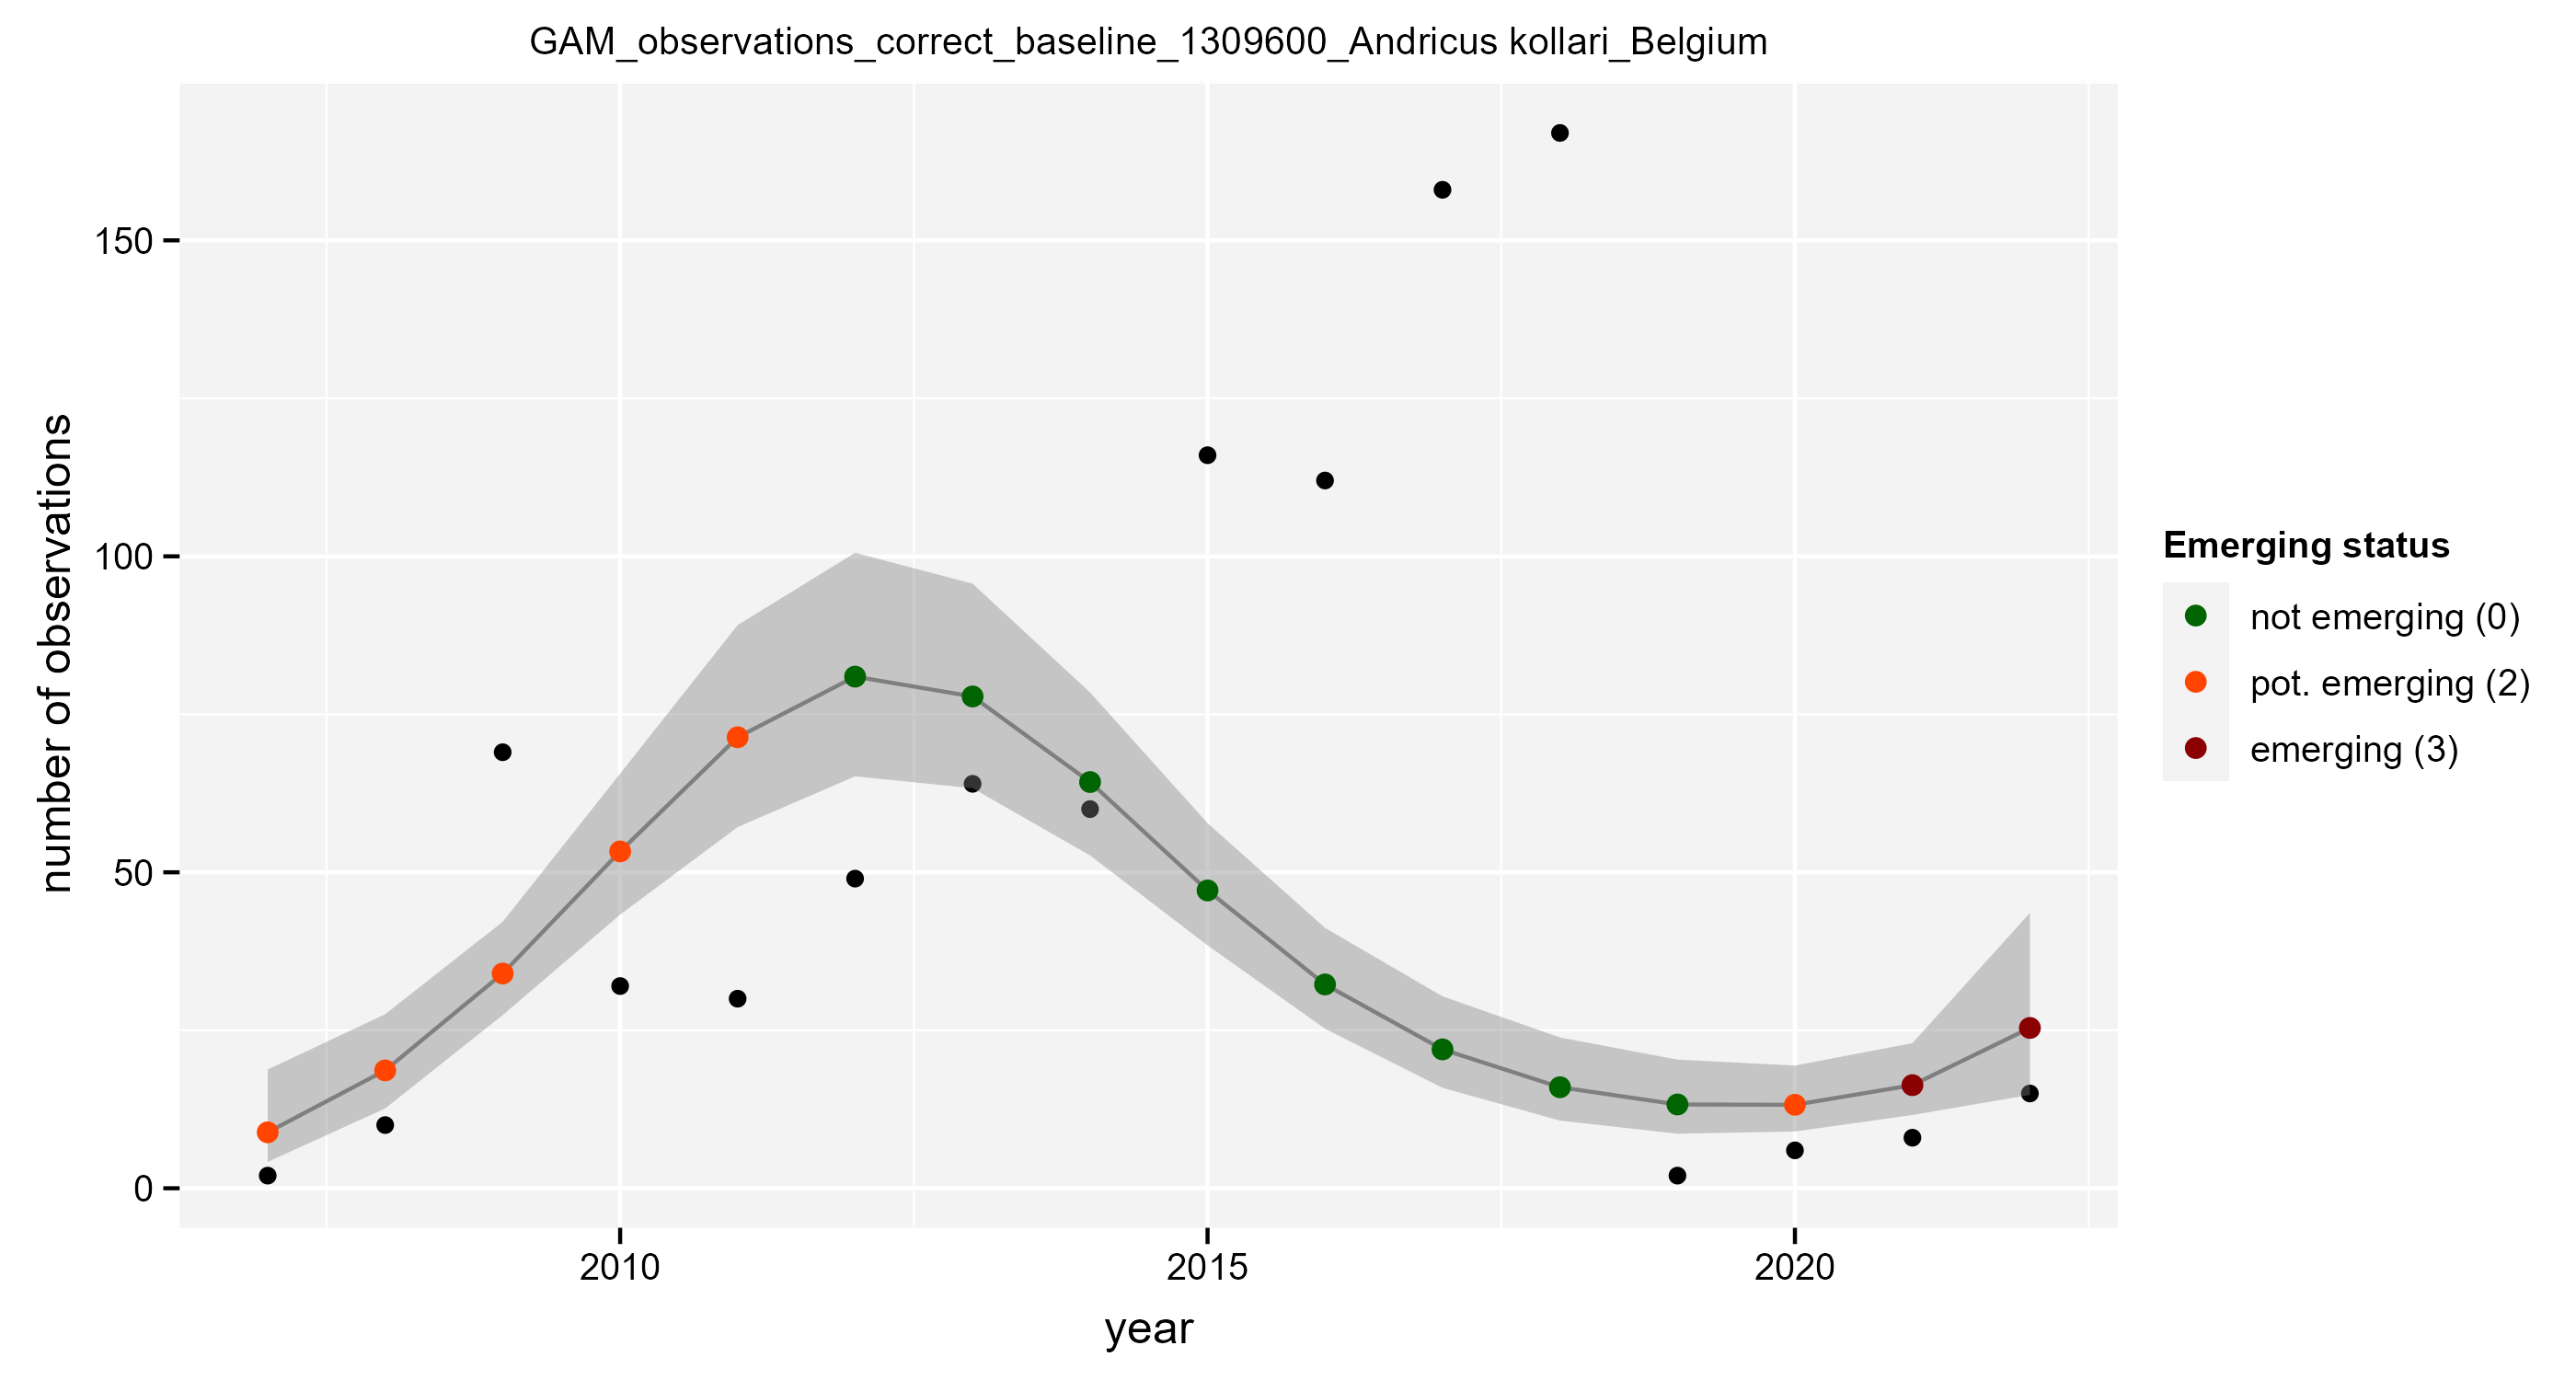 GAM_observations_correct_baseline_1309600_Andricus kollari_Belgium
number of observations
150
100
50
0
2010
2015
2020
year
Emerging status
not emerging (0)
pot. emerging (2)
emerging (3)